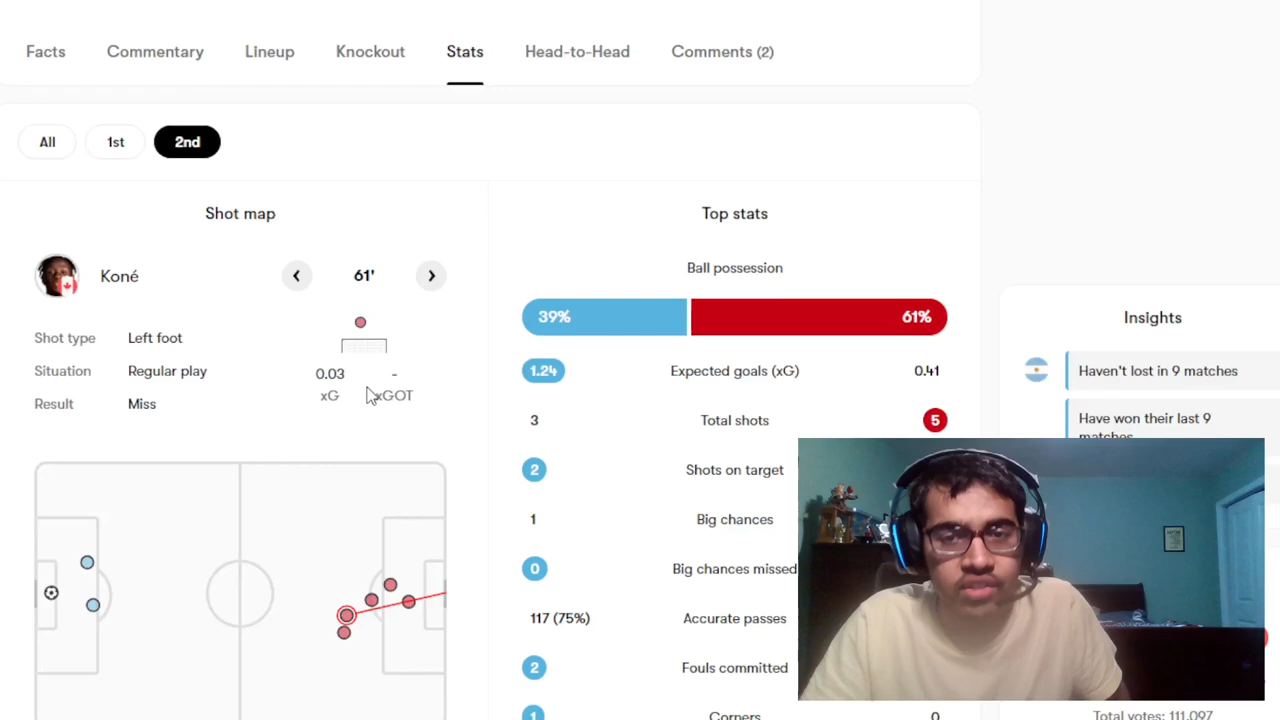 Facts Commentary Lineup Knockout Stats Head-to-Head Comments (2)
All 1st 2nd
Shot map
Koné 61'
Shot type Left foot
Situation Regular play
Result Miss
0.03 -
xG xGOT
Top stats
Ball possession
39% 61%
1.24 Expected goals (xG) 0.41
3 Total shots 5
2 Shots on target
1 Big chances
0 Big chances missed
117 (75%) Accurate passes
2 Fouls committed
1 Corners 0
Insights
Haven't lost in 9 matches
Have won their last 9
matches
Total votes: 111,097